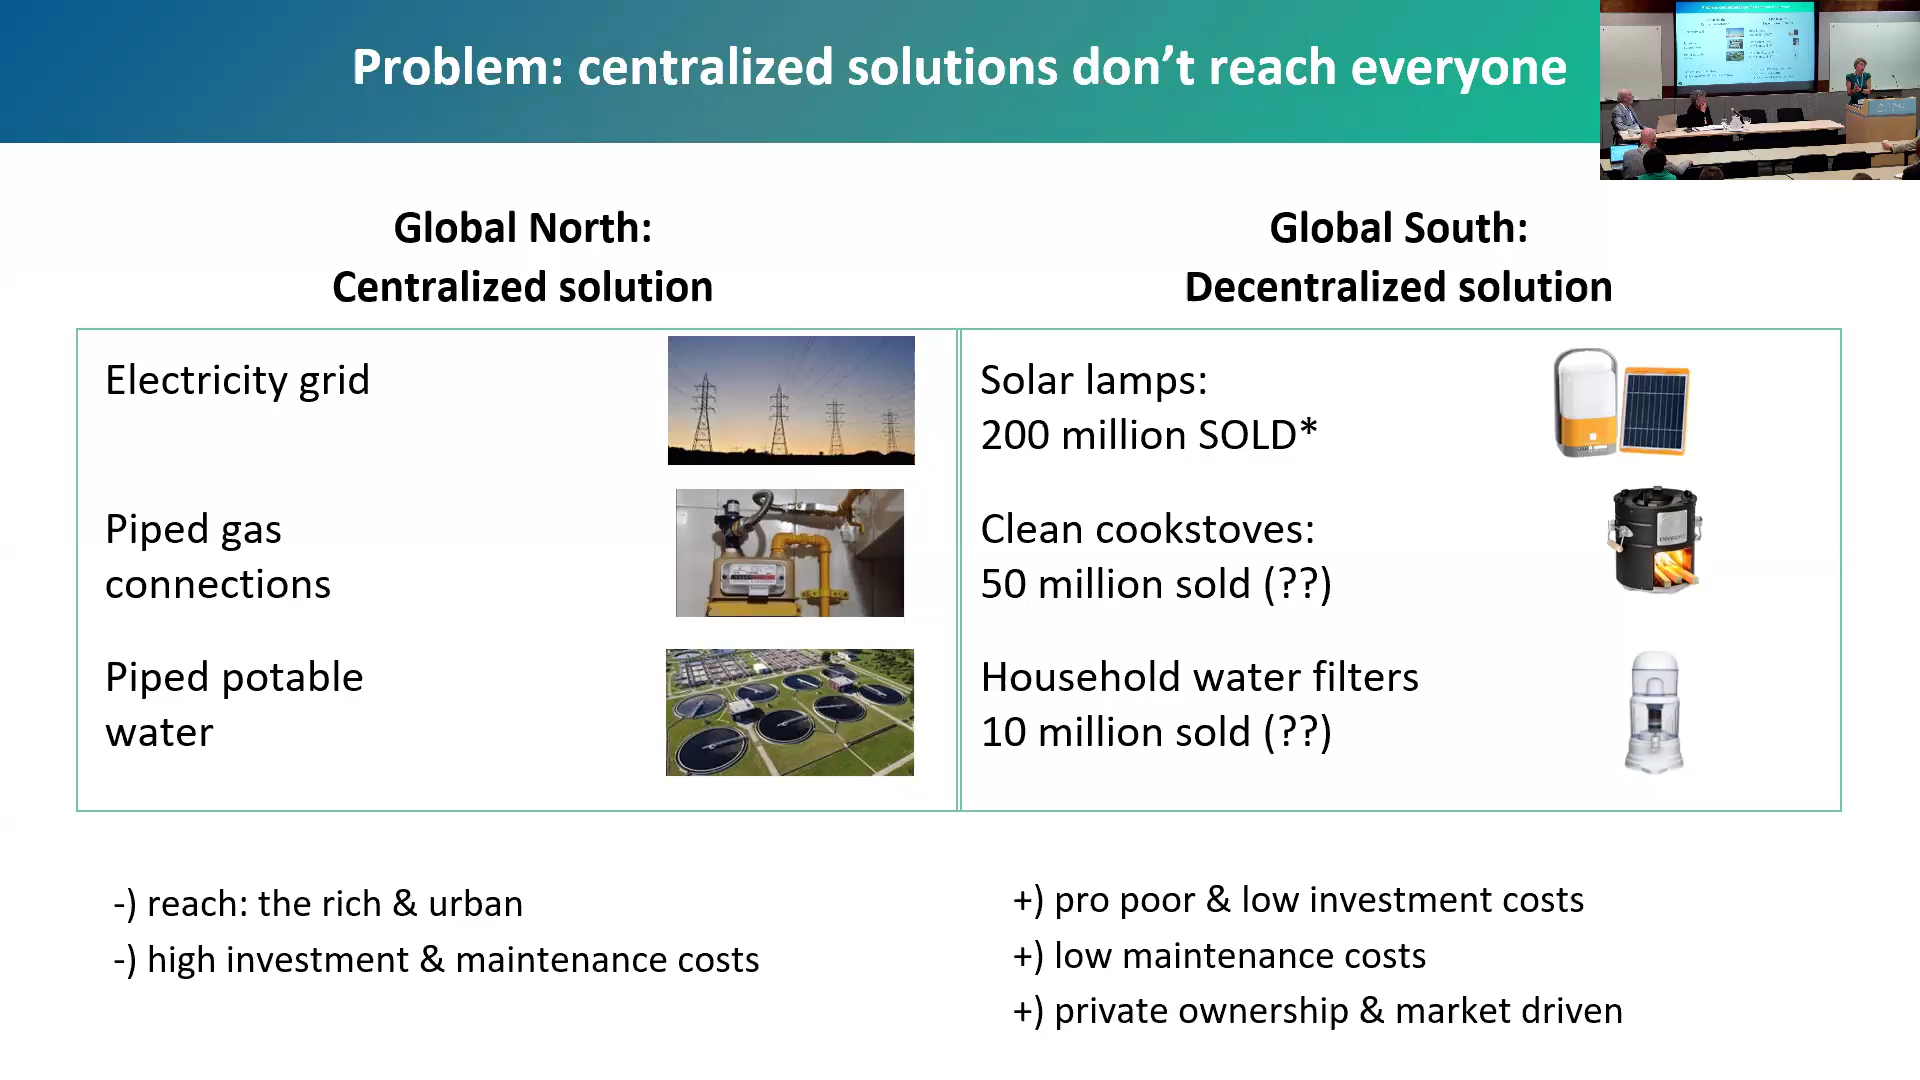 Problem: centralized solutions don't reach everyone
Global North:
Centralized solution
Global South:
Decentralized solution
Electricity grid
Piped gas
connections
Piped potable
water
Solar lamps:
200 million SOLD*
Clean cookstoves:
50 million sold (??)
Household water filters
10 million sold (??)
-) reach: the rich & urban
-) high investment & maintenance costs
+) pro poor & low investment costs
+) low maintenance costs
+) private ownership & market driven